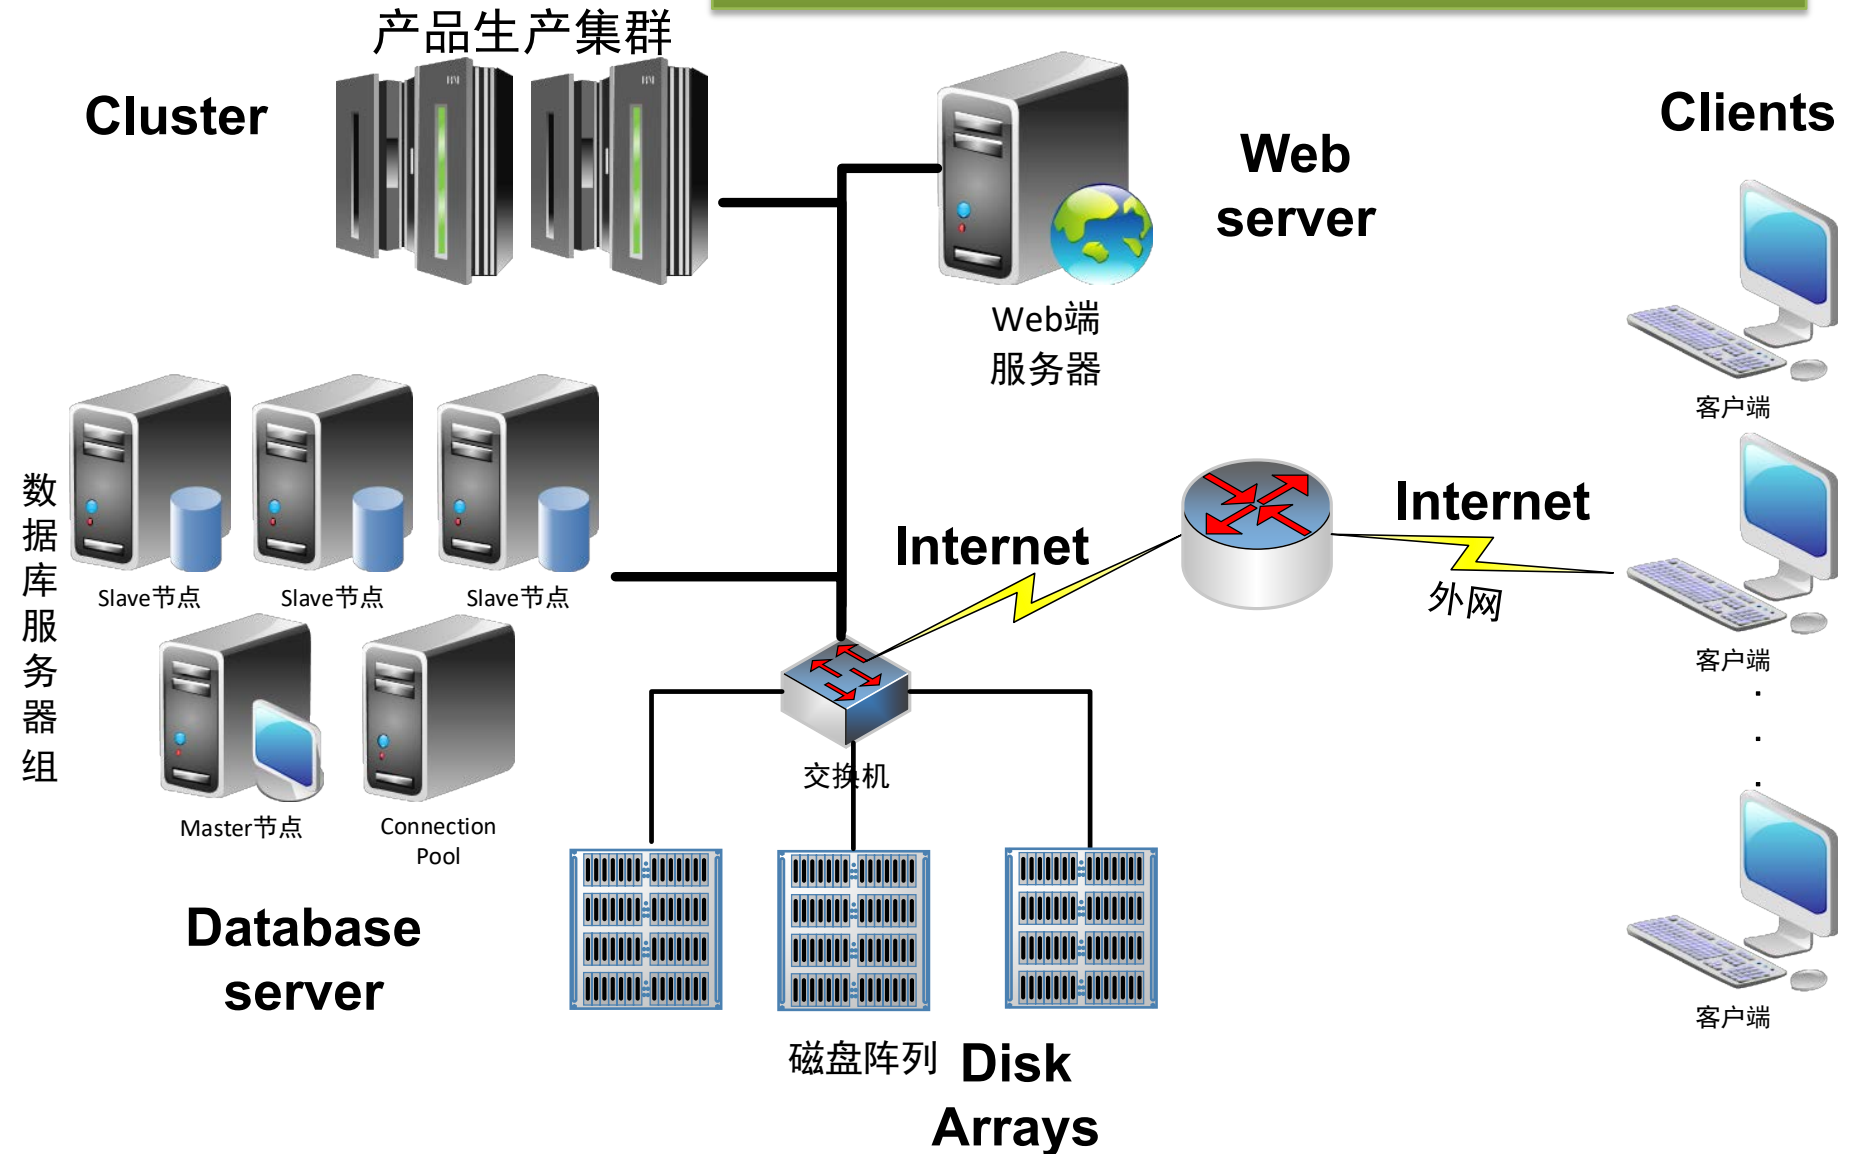 产品生产集群
Cluster
Web
server
Clients
Web端
服务器
客户端
数据库服务器组
Slave节点
Slave节点
Slave节点
Internet
Internet
外网
客户端
.
.
.
交换机
Master节点
Connection
Pool
Database
server
客户端
磁盘阵列
Disk
Arrays